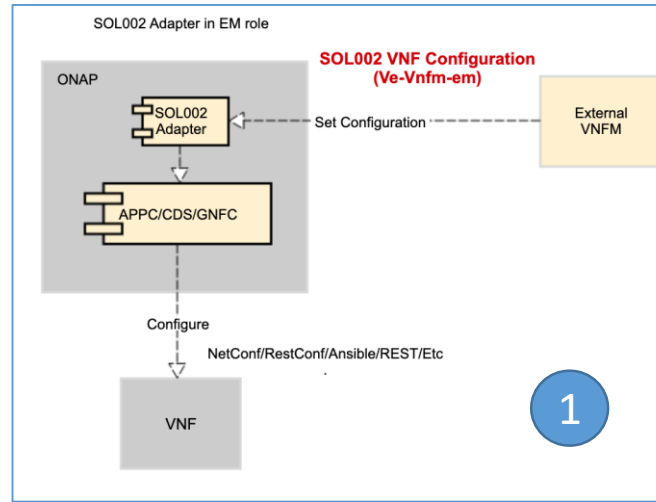 SOL002 Adapter in EM role
SOL002 VNF Configuration
(Ve-Vnfm-em)
ONAP
SOL002
Adapter
Set Configuration
External
VNFM
APPC/CDS/GNFC
Configure
NetConf/RestConf/Ansible/REST/Etc
.
VNF
1